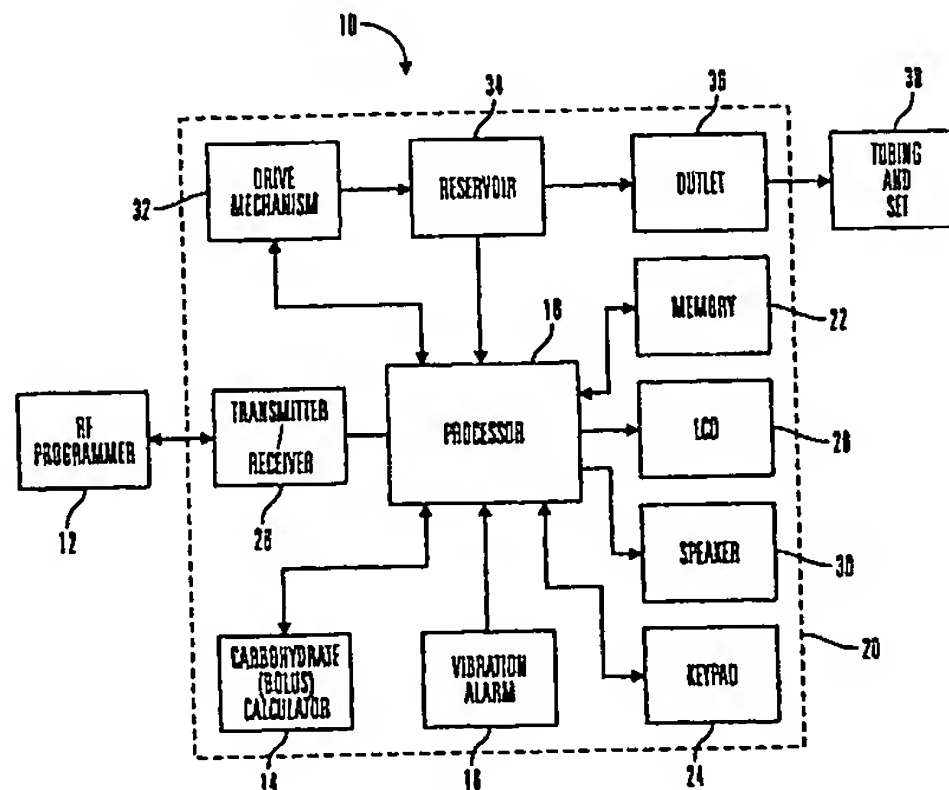 10
34
36
38
DRIVE
MECHANISM
RESERVOIR
OUTLET
TUBING
AND
SET
32
18
MEMORY
22
RF
PROGRAMMER
TRANSMITTER
/
RECEIVER
PROCESSOR
LCD
28
12
26
SPEAKER
30
20
CARBOHYDRATE
(BOLUS)
CALCULATOR
VIBRATION
ALARM
KEYPAD
14
16
24